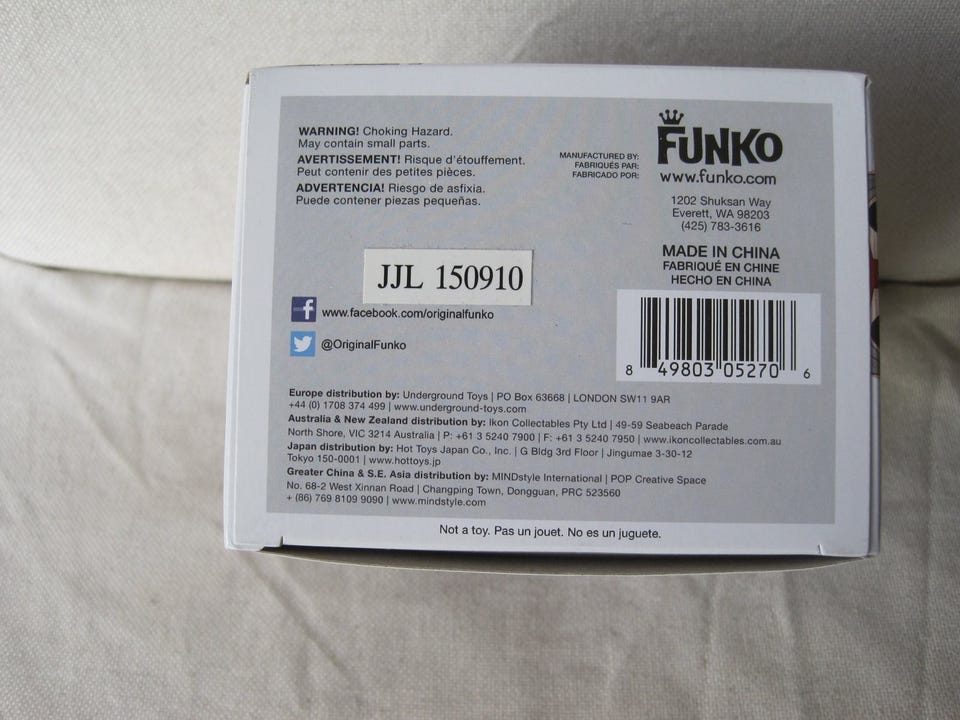 WARNING! Choking Hazard.
May contain small parts.
AVERTISSEMENT! Risque d'étouffement.
Peut contenir des petites pièces.
ADVERTENCIA! Riesgo de asfixia.
Puede contener piezas pequeñas.
MANUFACTURED BY:
FABRIQUÉS PAR:
FABRICADO POR:
FUNKO
www.funko.com
1202 Shuksan Way
Everett, WA 98203
(425) 783-3616
MADE IN CHINA
FABRIQUÉ EN CHINE
HECHO EN CHINA
JJL 150910
f www.facebook.com/originalfunko
@OriginalFunko
8 49803 05270 6
Europe distribution by: Underground Toys | PO Box 63668 | LONDON SW11 9AR
+44 (0) 1708 374 499 | www.underground-toys.com
Australia & New Zealand distribution by: Ikon Collectables Pty Ltd | 49-59 Seabeach Parade
North Shore, VIC 3214 Australia | P: +61 3 5240 7900 | F: +61 3 5240 7950 | www.ikoncollectables.com.au
Japan distribution by: Hot Toys Japan Co., Inc. | G Bldg 3rd Floor | Jingumae 3-30-12
Tokyo 150-0001 | www.hottoys.jp
Greater China & S.E. Asia distribution by: MINDstyle International | POP Creative Space
No. 68-2 West Xinnan Road | Changping Town, Dongguan, PRC 523560
+ (86) 769 8109 9090 | www.mindstyle.com
Not a toy. Pas un jouet. No es un juguete.